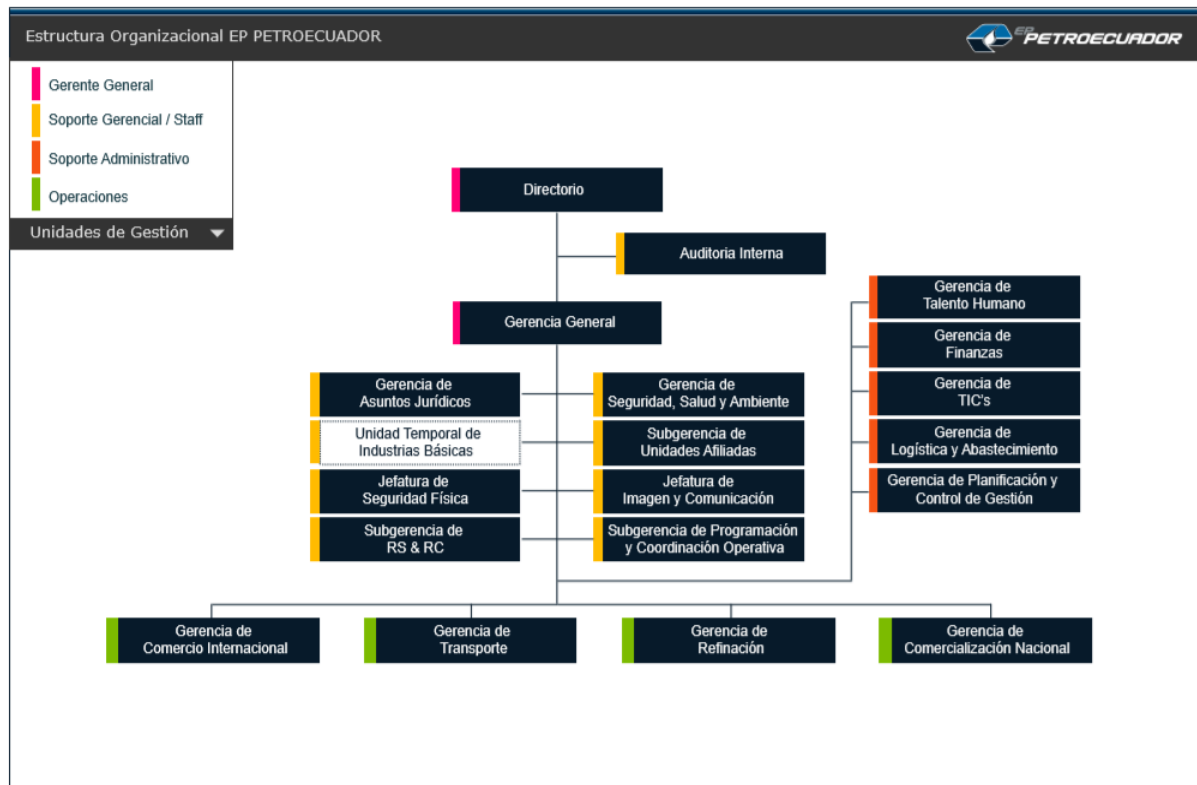 Estructura Organizacional EP PETROECUADOR
EP PETROECUADOR
Gerente General
Soporte Gerencial / Staff
Soporte Administrativo
Operaciones
Unidades de Gestión
Directorio
Auditoria Interna
Gerencia General
Gerencia de
Talento Humano
Gerencia de
Finanzas
Gerencia de
TIC's
Gerencia de
Logística y Abastecimiento
Gerencia de Planificación y
Control de Gestión
Gerencia de
Asuntos Jurídicos
Gerencia de
Seguridad, Salud y Ambiente
Unidad Temporal de
Industrias Básicas
Subgerencia de
Unidades Afiliadas
Jefatura de
Seguridad Física
Jefatura de
Imagen y Comunicación
Subgerencia de
RS & RC
Subgerencia de Programación
y Coordinación Operativa
Gerencia de
Comercio Internacional
Gerencia de
Transporte
Gerencia de
Refinación
Gerencia de
Comercialización Nacional